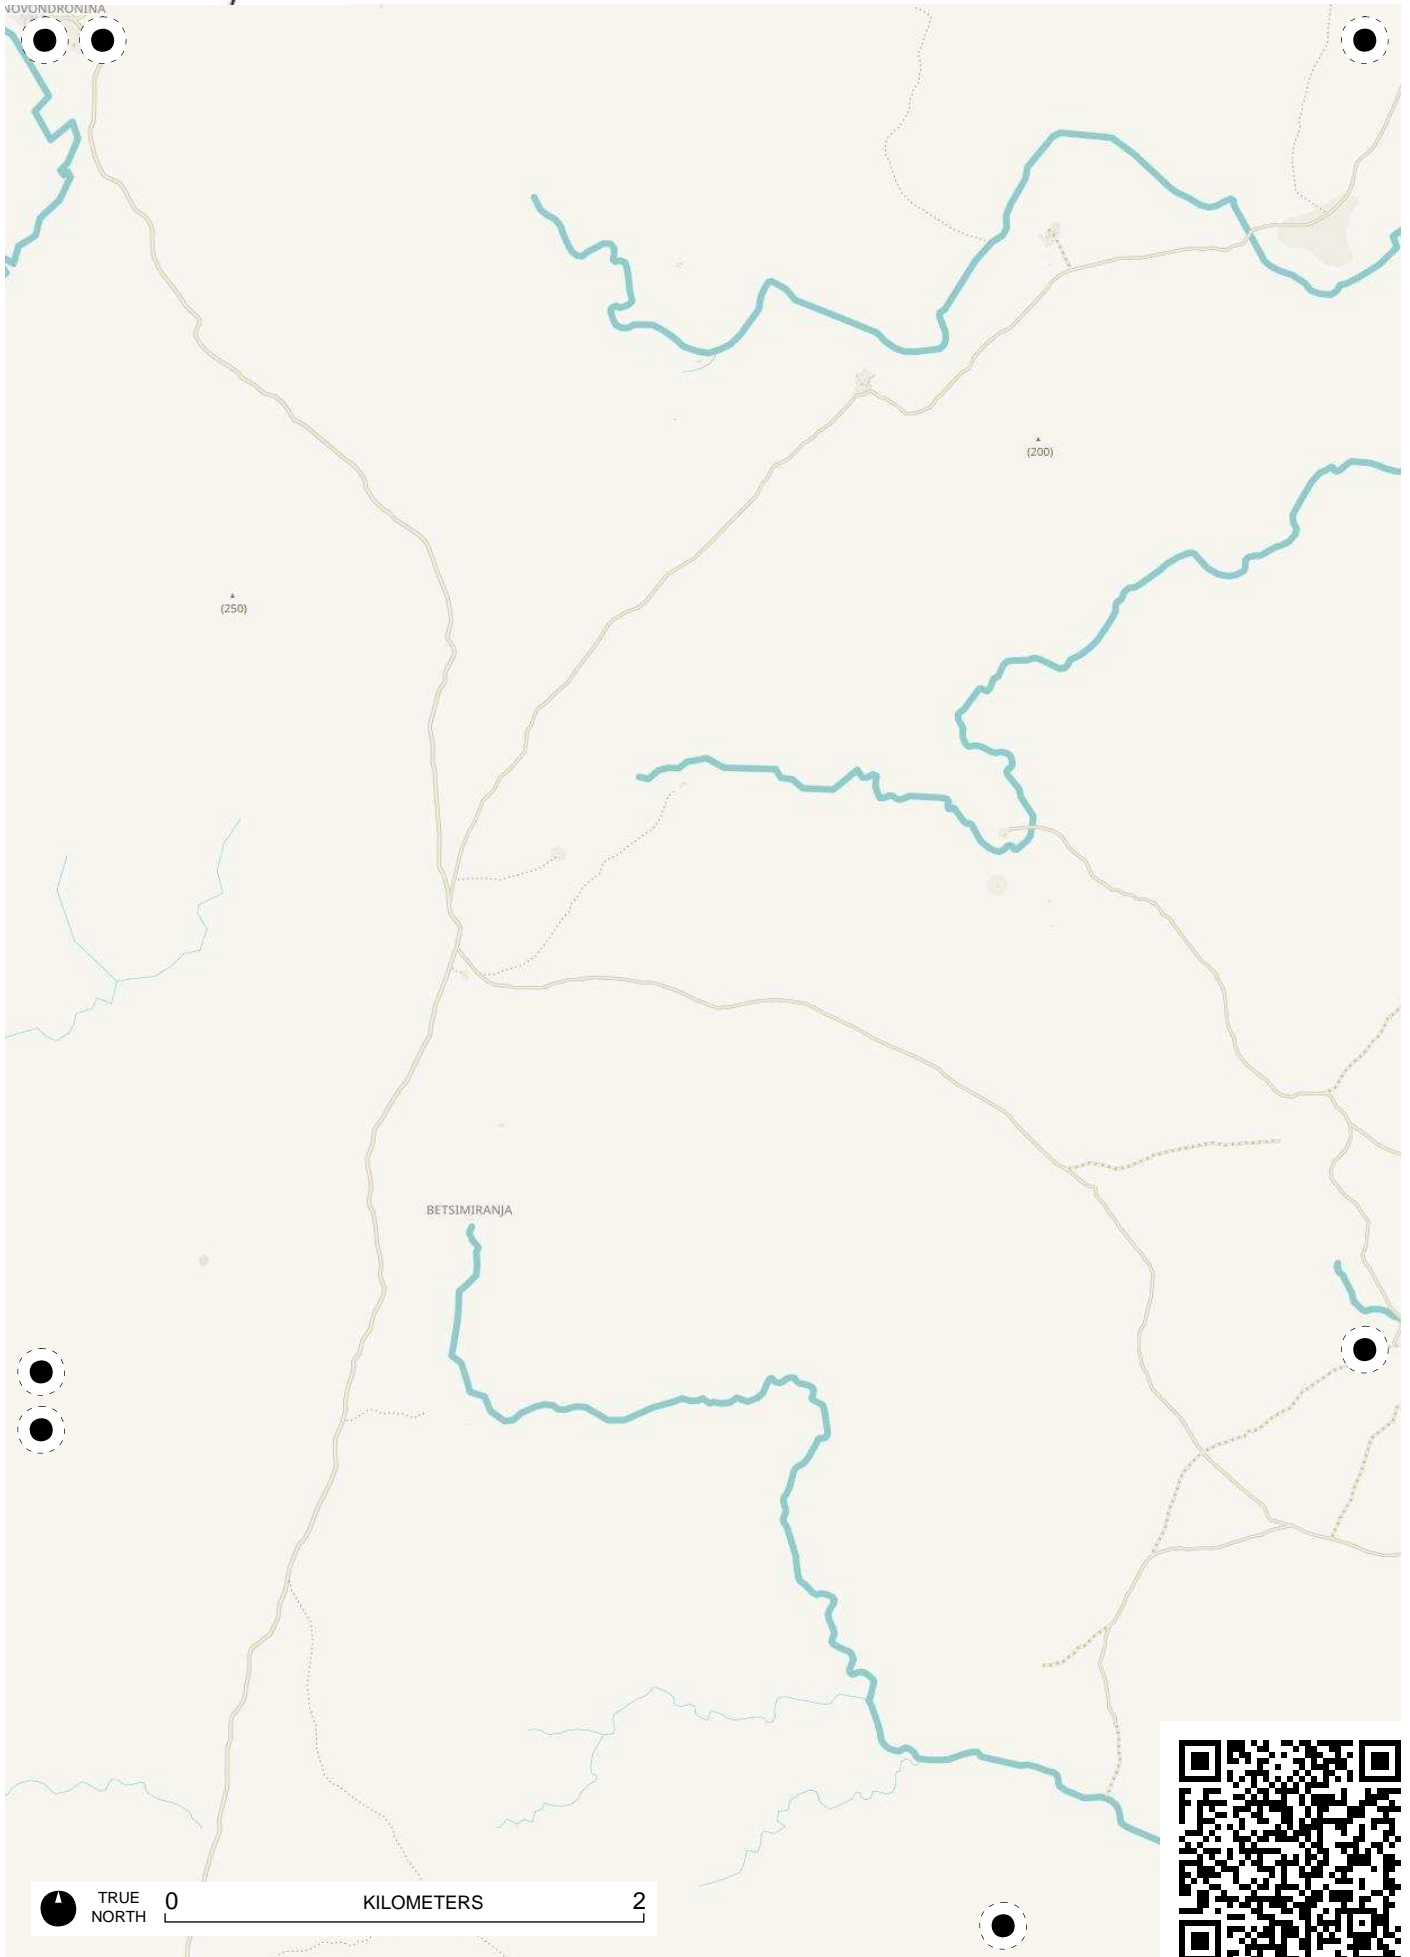 NOVONDRONINA
(200)
(250)
BETSIMIRANJA
TRUE
NORTH
0 KILOMETERS 2